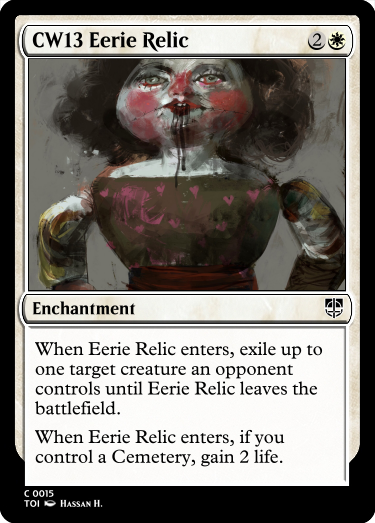 CW13 Eerie Relic 2
Enchantment
When Eerie Relic enters, exile up to
one target creature an opponent
controls until Eerie Relic leaves the
battlefield.
When Eerie Relic enters, if you
control a Cemetery, gain 2 life.
C 0015
TOI Hassan H.